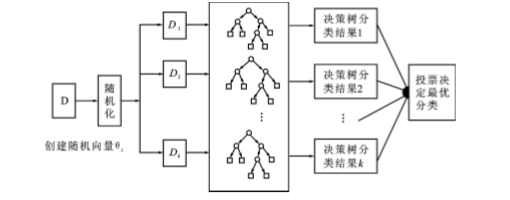 D
随
机
化
创建随机向量θᵢ
D₁
D₂
Dₖ
⋮
决策树分
类结果1
决策树分
类结果2
⋮
决策树分
类结果k
投票决
定最优
分类